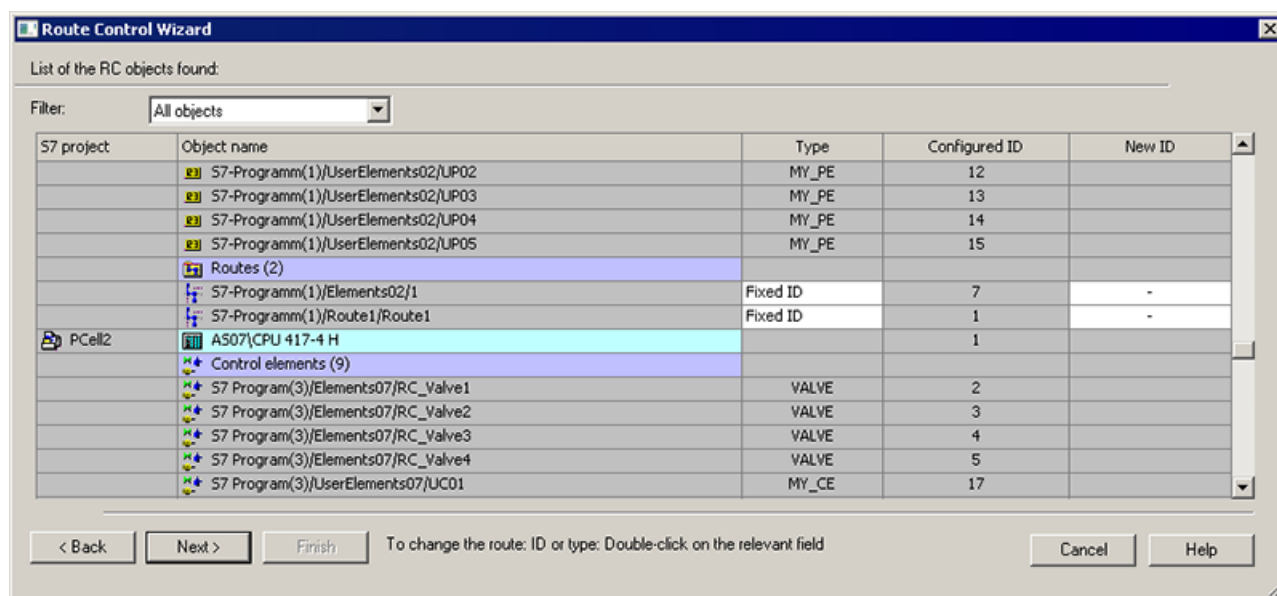 Route Control Wizard
List of the RC objects found:
Filter: All objects
S7 project Object name Type Configured ID New ID
S7-Programm(1)/UserElements02/UP02 MY_PE 12
S7-Programm(1)/UserElements02/UP03 MY_PE 13
S7-Programm(1)/UserElements02/UP04 MY_PE 14
S7-Programm(1)/UserElements02/UP05 MY_PE 15
Routes (2)
S7-Programm(1)/Elements02/1 Fixed ID 7 -
S7-Programm(1)/Route1/Route1 Fixed ID 1 -
PCell2 AS07\CPU 417-4 H 1
Control elements (9)
S7 Program(3)/Elements07/RC_Valve1 VALVE 2
S7 Program(3)/Elements07/RC_Valve2 VALVE 3
S7 Program(3)/Elements07/RC_Valve3 VALVE 4
S7 Program(3)/Elements07/RC_Valve4 VALVE 5
S7 Program(3)/UserElements07/UC01 MY_CE 17
< Back Next > Finish To change the route: ID or type: Double-click on the relevant field Cancel Help